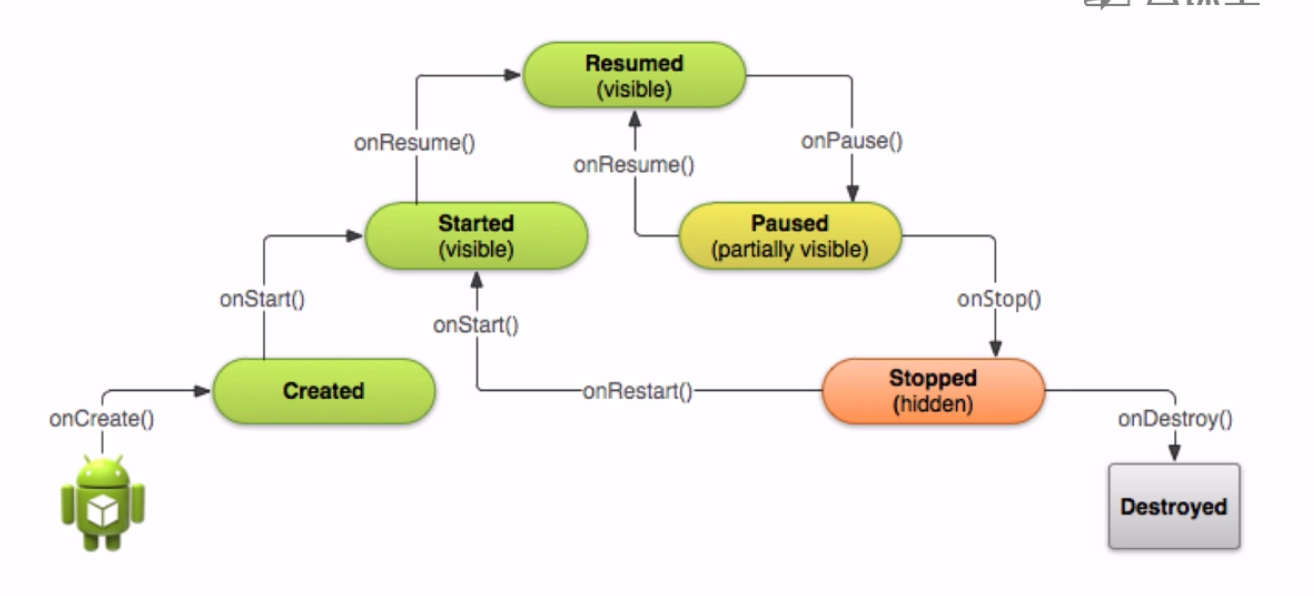 Resumed
(visible)
onResume()
onResume()
onPause()
Started
(visible)
Paused
(partially visible)
onStart()
onStart()
onStop()
Created
onRestart()
Stopped
(hidden)
onCreate()
onDestroy()
Destroyed